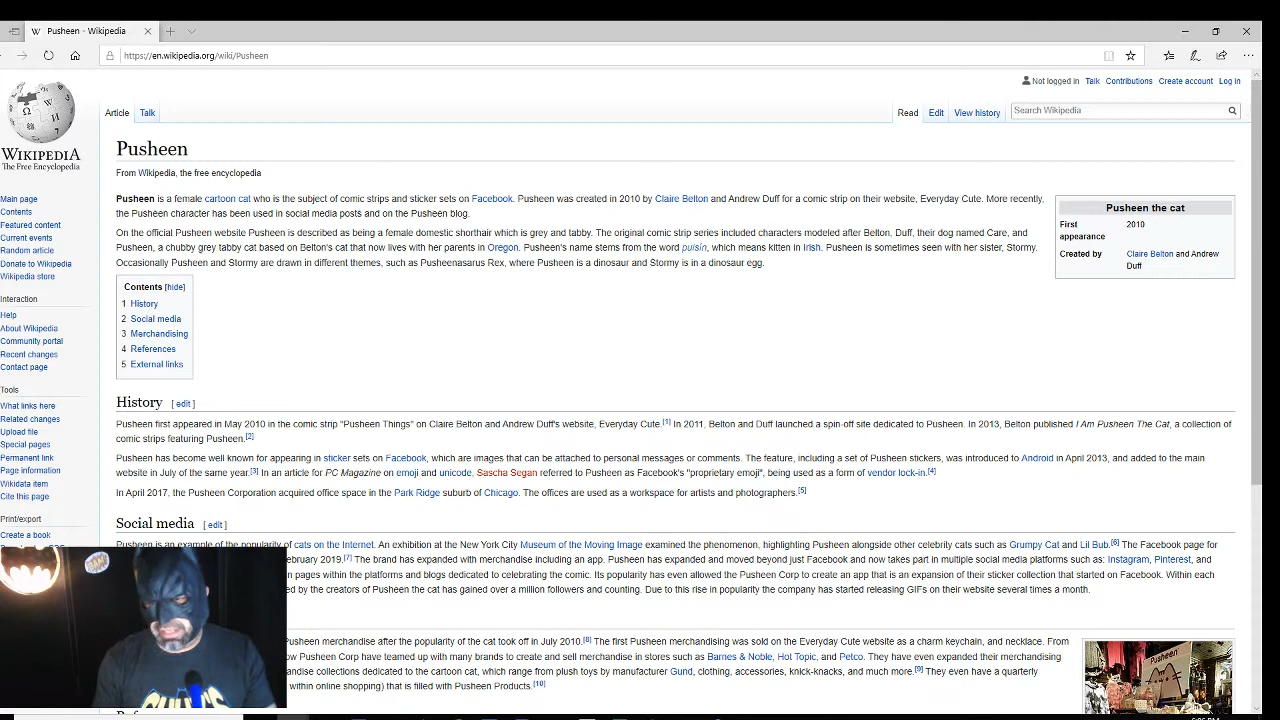 Pusheen - Wikipedia
https://en.wikipedia.org/wiki/Pusheen
Not logged in Talk Contributions Create account Log in
Article Talk
Read Edit View history Search Wikipedia
WIKIPEDIA
The Free Encyclopedia
Main page
Contents
Featured content
Current events
Random article
Donate to Wikipedia
Wikipedia store
Interaction
Help
About Wikipedia
Community portal
Recent changes
Contact page
Tools
What links here
Related changes
Upload file
Special pages
Permanent link
Page information
Wikidata item
Cite this page
Print/export
Create a book
Pusheen
From Wikipedia, the free encyclopedia
Pusheen is a female cartoon cat who is the subject of comic strips and sticker sets on Facebook. Pusheen was created in 2010 by Claire Belton and Andrew Duff for a comic strip on their website, Everyday Cute. More recently,
the Pusheen character has been used in social media posts and on the Pusheen blog.
On the official Pusheen website Pusheen is described as being a female domestic shorthair which is grey and tabby. The original comic strip series included characters modeled after Belton, Duff, their dog named Care, and
Pusheen, a chubby grey tabby cat based on Belton's cat that now lives with her parents in Oregon. Pusheen's name stems from the word puisín, which means kitten in Irish. Pusheen is sometimes seen with her sister, Stormy.
Occasionally Pusheen and Stormy are drawn in different themes, such as Pusheenasarus Rex, where Pusheen is a dinosaur and Stormy is in a dinosaur egg.
Pusheen the cat
First appearance 2010
Created by Claire Belton and Andrew
Duff
Contents [hide]
1 History
2 Social media
3 Merchandising
4 References
5 External links
History [ edit ]
Pusheen first appeared in May 2010 in the comic strip "Pusheen Things" on Claire Belton and Andrew Duff's website, Everyday Cute.[1] In 2011, Belton and Duff launched a spin-off site dedicated to Pusheen. In 2013, Belton published I Am Pusheen The Cat, a collection of
comic strips featuring Pusheen.[2]
Pusheen has become well known for appearing in sticker sets on Facebook, which are images that can be attached to personal messages or comments. The feature, including a set of Pusheen stickers, was introduced to Android in April 2013, and added to the main
website in July of the same year.[3] In an article for PC Magazine on emoji and unicode, Sascha Segan referred to Pusheen as Facebook's "proprietary emoji", being used as a form of vendor lock-in.[4]
In April 2017, the Pusheen Corporation acquired office space in the Park Ridge suburb of Chicago. The offices are used as a workspace for artists and photographers.[5]
Social media [ edit ]
Pusheen is an example of the popularity of cats on the Internet. An exhibition at the New York City Museum of the Moving Image examined the phenomenon, highlighting Pusheen alongside other celebrity cats such as Grumpy Cat and Lil Bub.[6] The Facebook page for
ebruary 2019.[7] The brand has expanded with merchandise including an app. Pusheen has expanded and moved beyond just Facebook and now takes part in multiple social media platforms such as: Instagram, Pinterest, and
n pages within the platforms and blogs dedicated to celebrating the comic. Its popularity has even allowed the Pusheen Corp to create an app that is an expansion of their sticker collection that started on Facebook. Within each
ed by the creators of Pusheen the cat has gained over a million followers and counting. Due to this rise in popularity the company has started releasing GIFs on their website several times a month.
Pusheen merchandise after the popularity of the cat took off in July 2010.[8] The first Pusheen merchandising was sold on the Everyday Cute website as a charm keychain, and necklace. From
ow Pusheen Corp have teamed up with many brands to create and sell merchandise in stores such as Barnes & Noble, Hot Topic, and Petco. They have even expanded their merchandising
ndise collections dedicated to the cartoon cat, which range from plush toys by manufacturer Gund, clothing, accessories, knick-knacks, and much more.[9] They even have a quarterly
within online shopping) that is filled with Pusheen Products.[10]
Pusheen